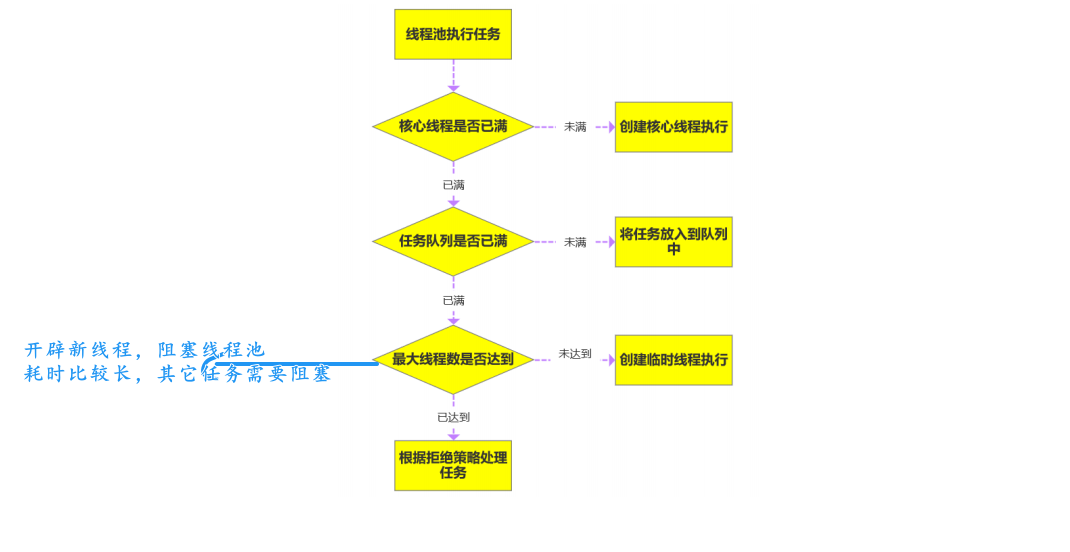 线程池执行任务
核心线程是否已满
未满
创建核心线程执行
已满
任务队列是否已满
未满
将任务放入到队列
中
已满
开辟新线程，阻塞线程池
耗时比较长，其它任务需要阻塞
最大线程数是否达到
未达到
创建临时线程执行
已达到
根据拒绝策略处理
任务